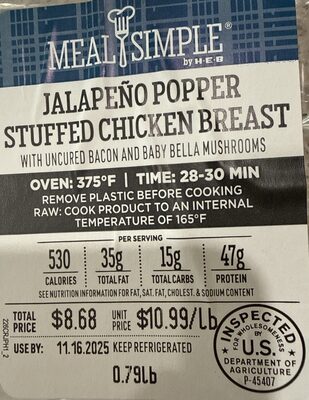 MEAL SIMPLE®
by H-E-B
JALAPEÑO POPPER
STUFFED CHICKEN BREAST
WITH UNCURED BACON AND BABY BELLA MUSHROOMS
OVEN: 375°F | TIME: 28-30 MIN
REMOVE PLASTIC BEFORE COOKING
RAW: COOK PRODUCT TO AN INTERNAL
TEMPERATURE OF 165°F
PER SERVING
530 35g 15g 47g
CALORIES TOTAL FAT TOTAL CARBS PROTEIN
SEE NUTRITION INFORMATION FOR FAT, SAT. FAT, CHOLEST. & SODIUM CONTENT
TOTAL PRICE $8.68 UNIT PRICE $10.99/Lb
USE BY: 11.16.2025 KEEP REFRIGERATED
0.79lb
INSPECTED
FOR WHOLESOMENESS
BY
U.S.
DEPARTMENT OF
AGRICULTURE
P-45407